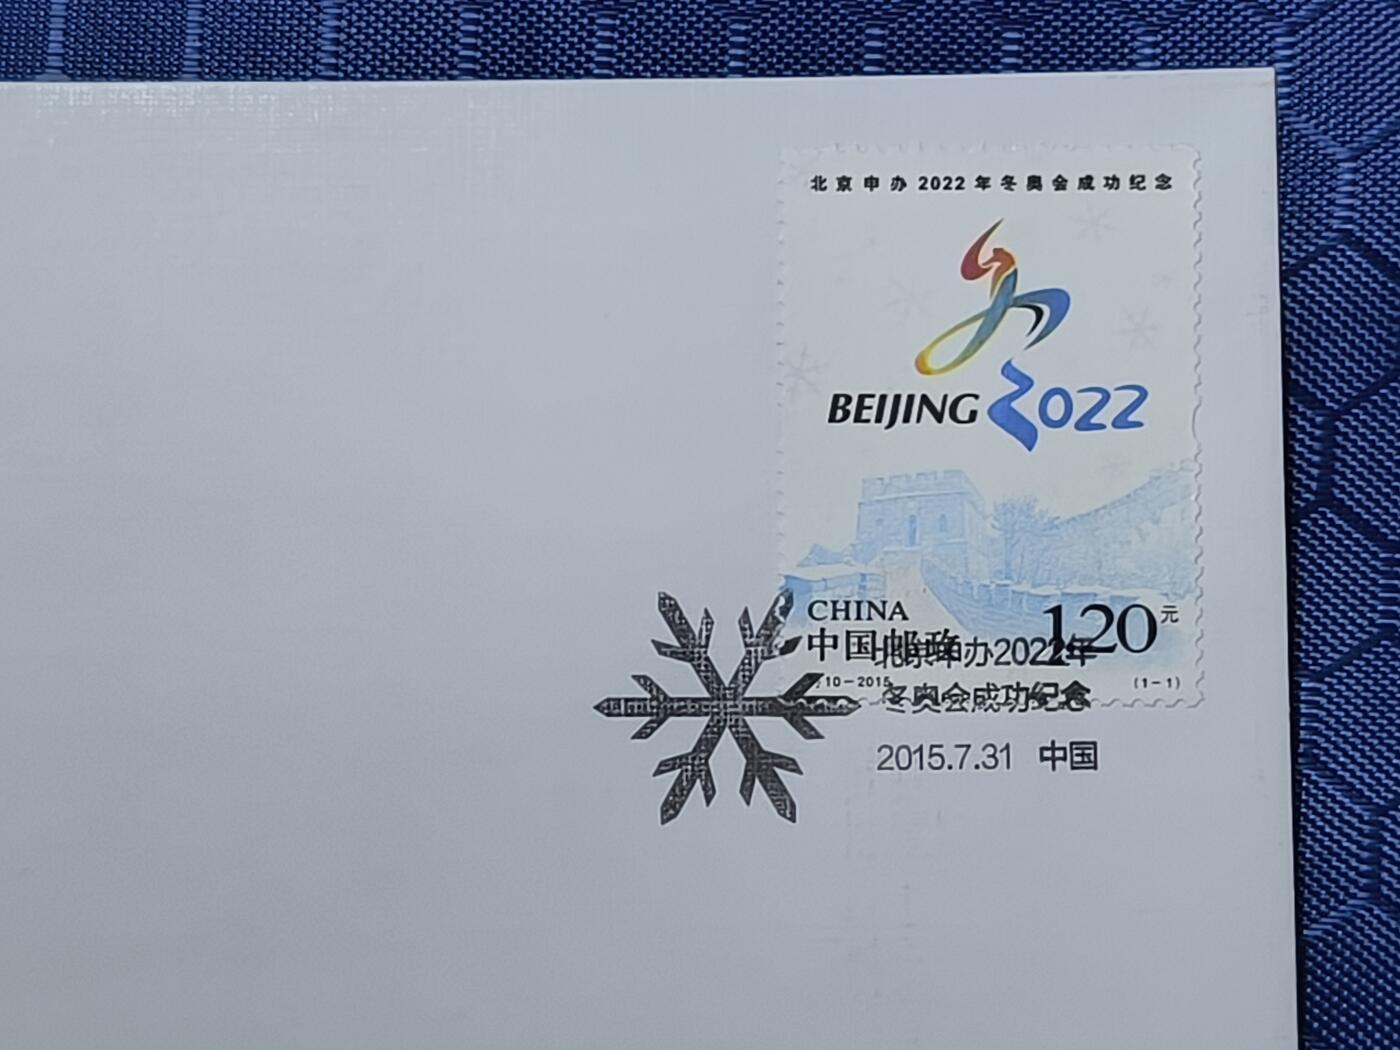 北京申办2022年冬奥会成功纪念
BEIJING 2022
CHINA
中国邮政
120元
10-2015
(1-1)
北京申办2022年
冬奥会成功纪念
2015.7.31 中国